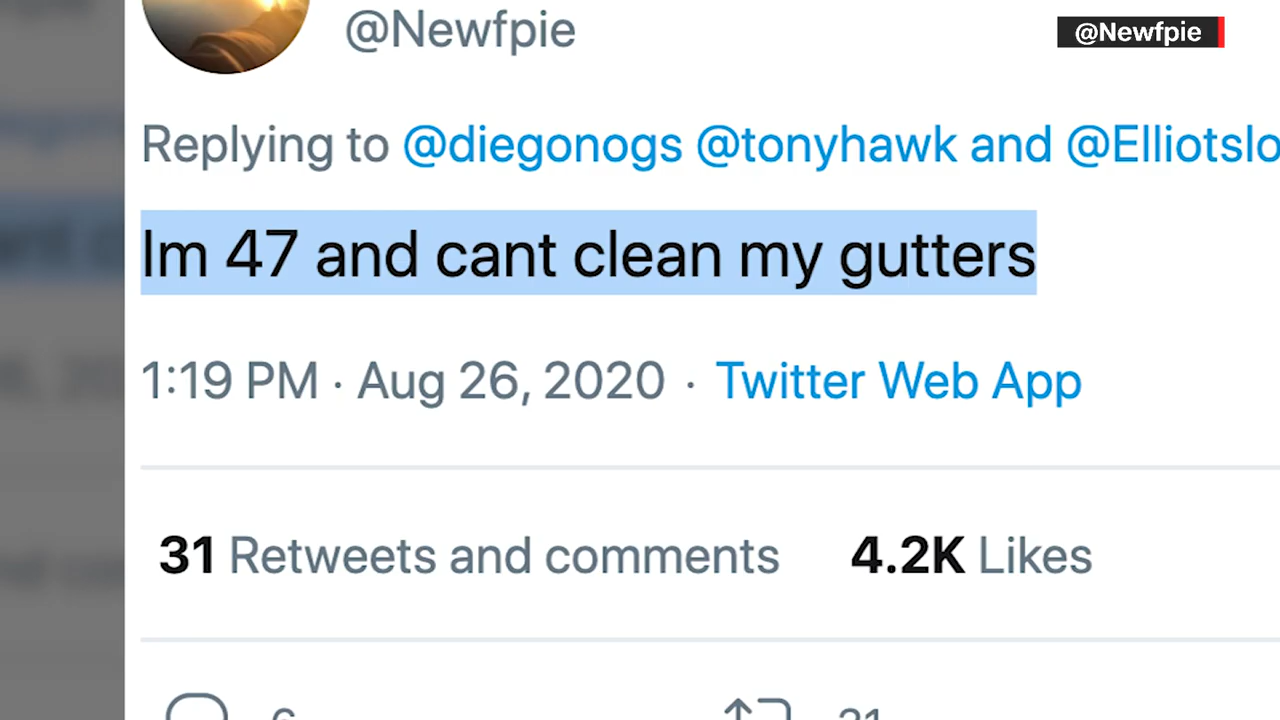 @Newfpie
@Newfpie
Replying to @diegonogs @tonyhawk and @Elliotslo
Im 47 and cant clean my gutters
1:19 PM · Aug 26, 2020 · Twitter Web App
31 Retweets and comments 4.2K Likes